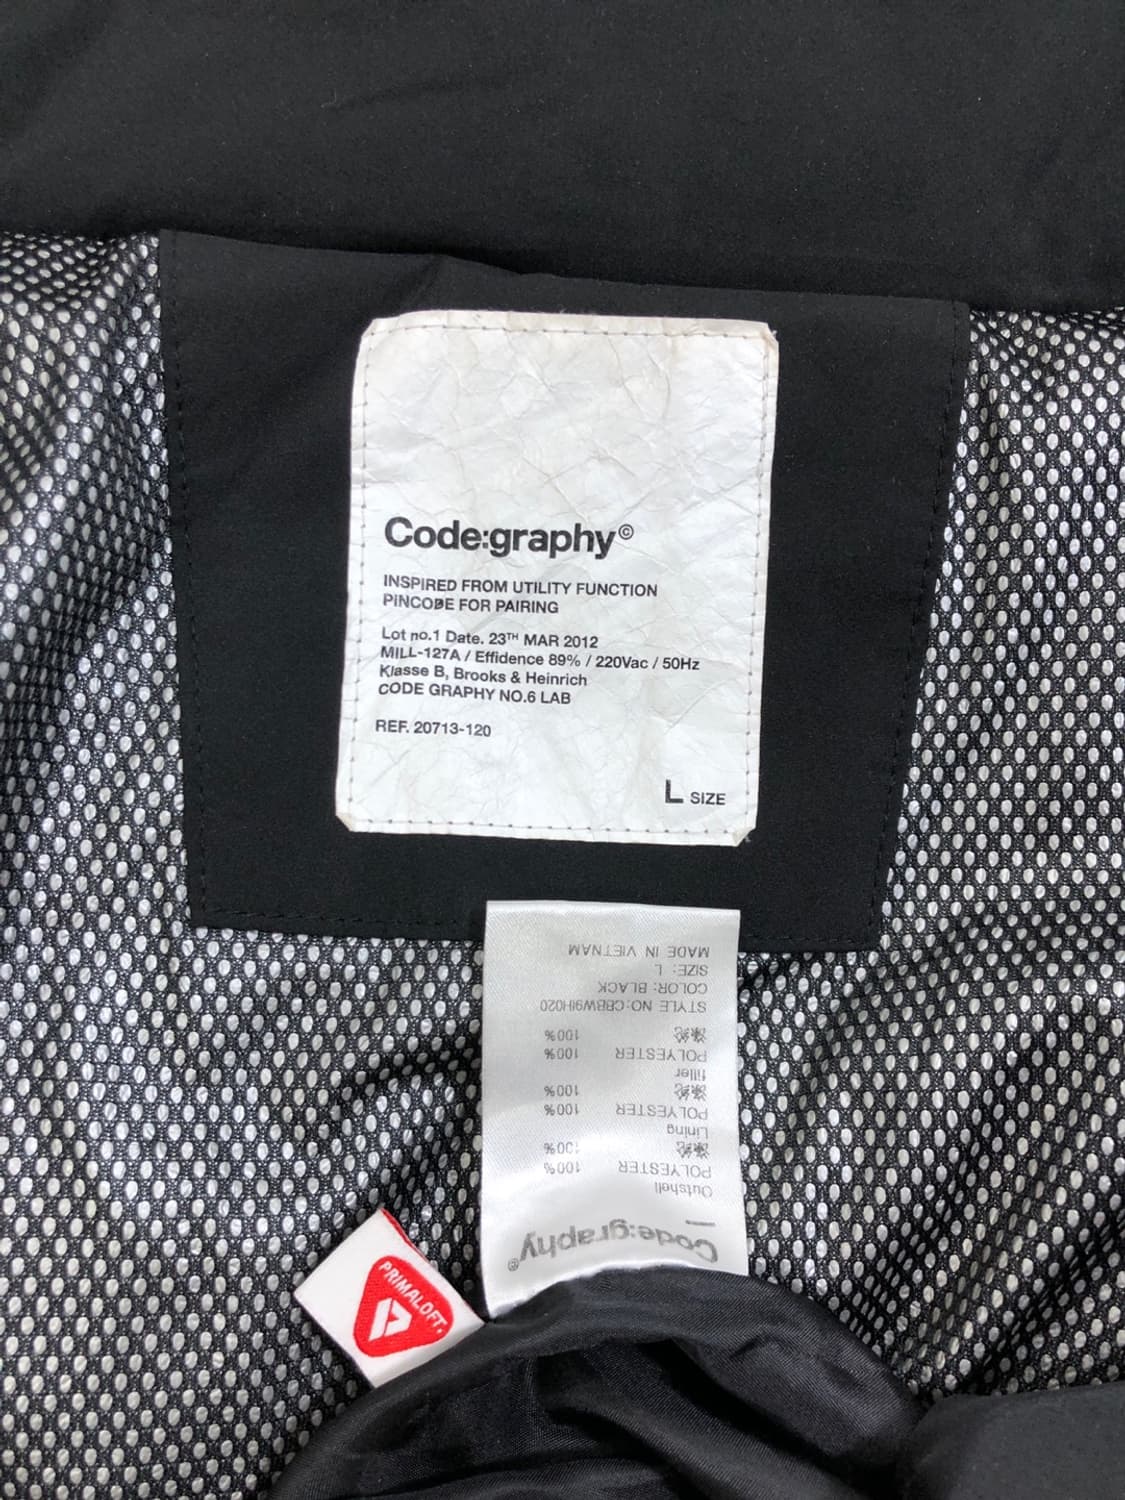 Code:graphy©
INSPIRED FROM UTILITY FUNCTION
PINCODE FOR PAIRING
Lot no.1 Date. 23TH MAR 2012
MILL-127A / Effidence 89% / 220Vac / 50Hz
Klasse B, Brooks & Heinrich
CODE GRAPHY NO.6 LAB
REF. 20713-120
L SIZE
Code:graphy®
Outshell
POLYESTER 100%
100%
Lining
POLYESTER 100%
100%
filler
POLYESTER 100%
100%
STYLE NO:CBBW9IH020
COLOR: BLACK
SIZE: L
MADE IN VIETNAM
PRIMALOFT